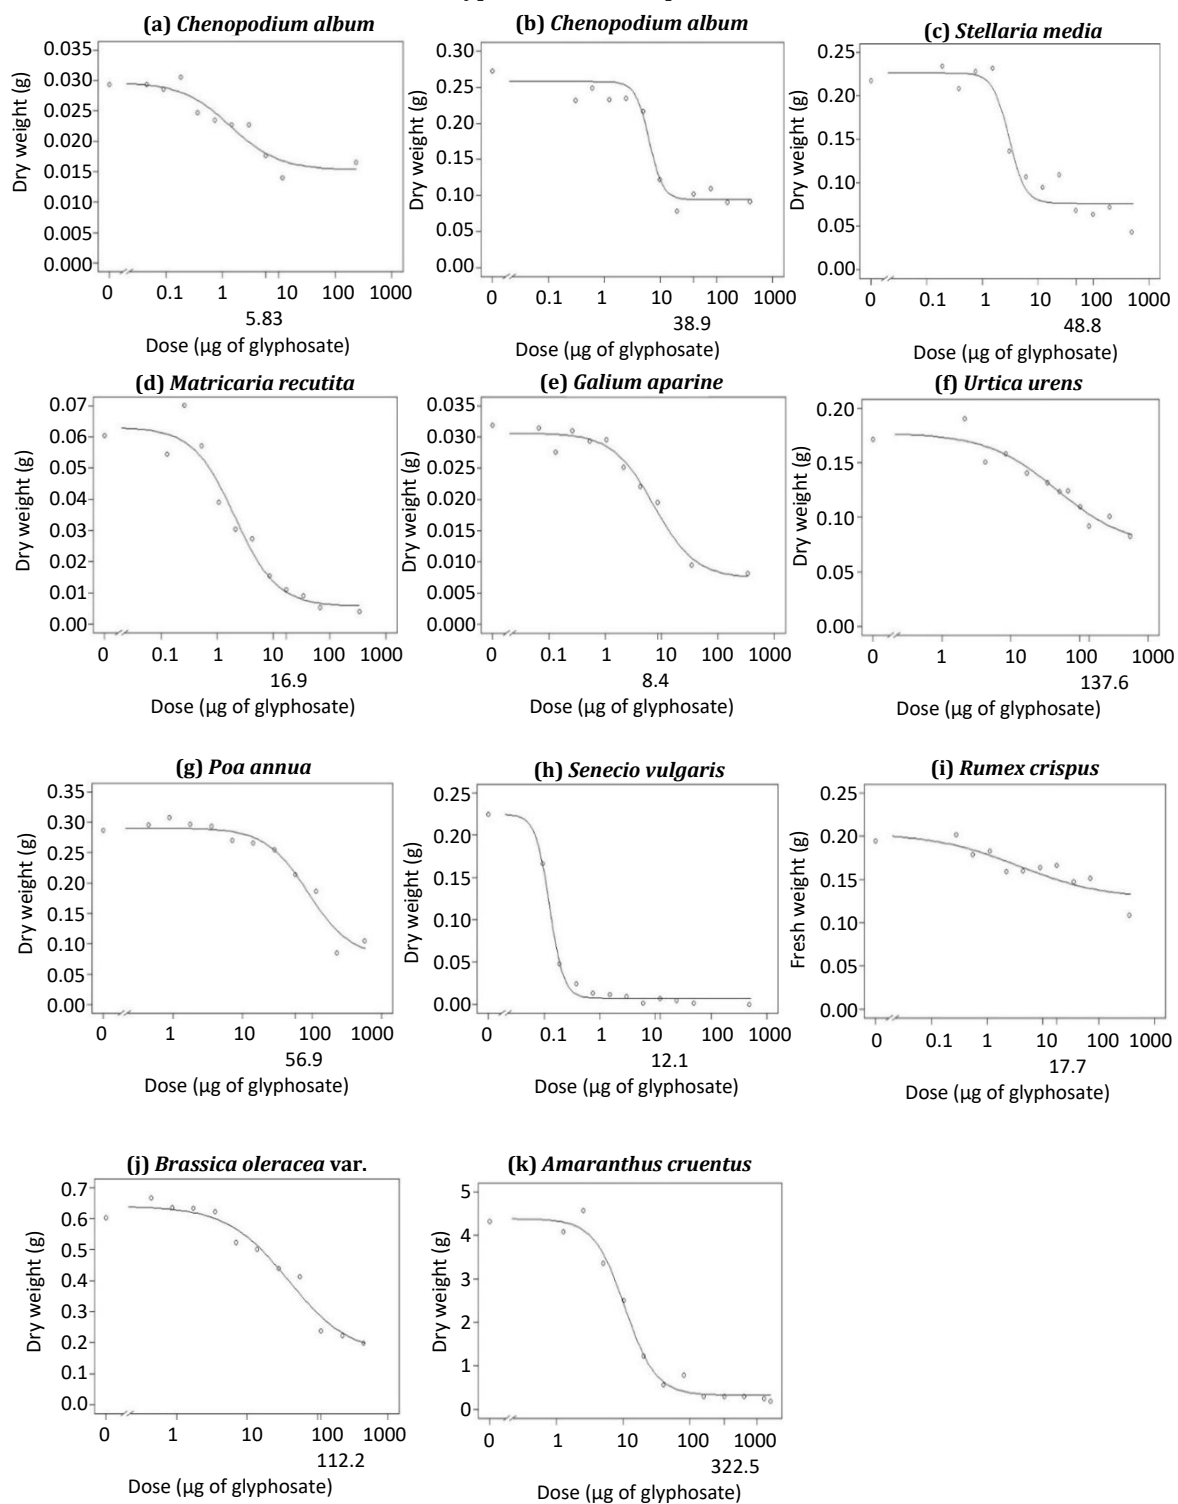 (a) Chenopodium album
Dry weight (g)
0.035
0.030
0.025
0.020
0.015
0.010
0.005
0.000
0 0.1 1 10 100 1000
5.83
Dose (µg of glyphosate)
(b) Chenopodium album
Dry weight (g)
0.30
0.25
0.20
0.15
0.10
0.05
0.00
0 0.1 1 10 100 1000
38.9
Dose (µg of glyphosate)
(c) Stellaria media
Dry weight (g)
0.25
0.20
0.15
0.10
0.05
0.00
0 0.1 1 10 100 1000
48.8
Dose (µg of glyphosate)
(d) Matricaria recutita
Dry weight (g)
0.07
0.06
0.05
0.04
0.03
0.02
0.01
0.00
0 0.1 1 10 100 1000
16.9
Dose (µg of glyphosate)
(e) Galium aparine
Dry weight (g)
0.035
0.030
0.025
0.020
0.015
0.010
0.005
0.000
0 0.1 1 10 100 1000
8.4
Dose (µg of glyphosate)
(f) Urtica urens
Dry weight (g)
0.20
0.15
0.10
0.05
0.00
0 1 10 100 1000
137.6
Dose (µg of glyphosate)
(g) Poa annua
Dry weight (g)
0.35
0.30
0.25
0.20
0.15
0.10
0.05
0.00
0 1 10 100 1000
56.9
Dose (µg of glyphosate)
(h) Senecio vulgaris
Dry weight (g)
0.25
0.20
0.15
0.10
0.05
0.00
0 0.1 1 10 100 1000
12.1
Dose (µg of glyphosate)
(i) Rumex crispus
Fresh weight (g)
0.25
0.20
0.15
0.10
0.05
0.00
0 0.1 1 10 100 1000
17.7
Dose (µg of glyphosate)
(j) Brassica oleracea var.
Dry weight (g)
0.7
0.6
0.5
0.4
0.3
0.2
0.1
0.0
0 1 10 100 1000
112.2
Dose (µg of glyphosate)
(k) Amaranthus cruentus
Dry weight (g)
5
4
3
2
1
0
0 1 10 100 1000
322.5
Dose (µg of glyphosate)